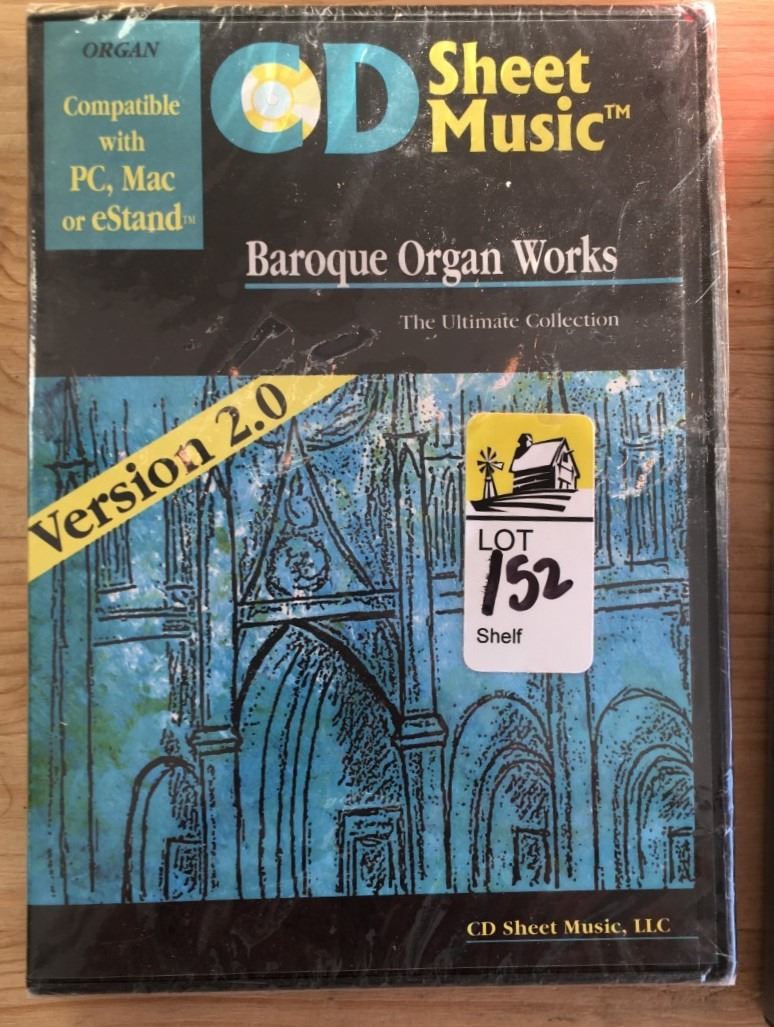 ORGAN
Compatible
with
PC, Mac
or eStand™
CD Sheet
Music™
Baroque Organ Works
The Ultimate Collection
Version 2.0
LOT
152
Shelf
CD Sheet Music, LLC